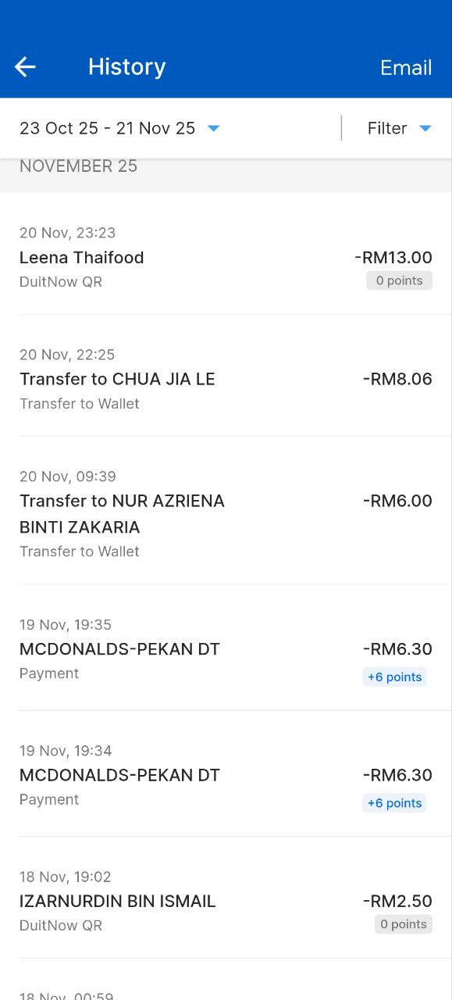 History
Email
23 Oct 25 - 21 Nov 25
Filter
NOVEMBER 25
20 Nov, 23:23
Leena Thaifood
-RM13.00
DuitNow QR
0 points
20 Nov, 22:25
Transfer to CHUA JIA LE
-RM8.06
Transfer to Wallet
20 Nov, 09:39
Transfer to NUR AZRIENA
-RM6.00
BINTI ZAKARIA
Transfer to Wallet
19 Nov, 19:35
MCDONALDS-PEKAN DT
-RM6.30
Payment
+6 points
19 Nov, 19:34
MCDONALDS-PEKAN DT
-RM6.30
Payment
+6 points
18 Nov, 19:02
IZARNURDIN BIN ISMAIL
-RM2.50
DuitNow QR
0 points
18 Nov, 00:59